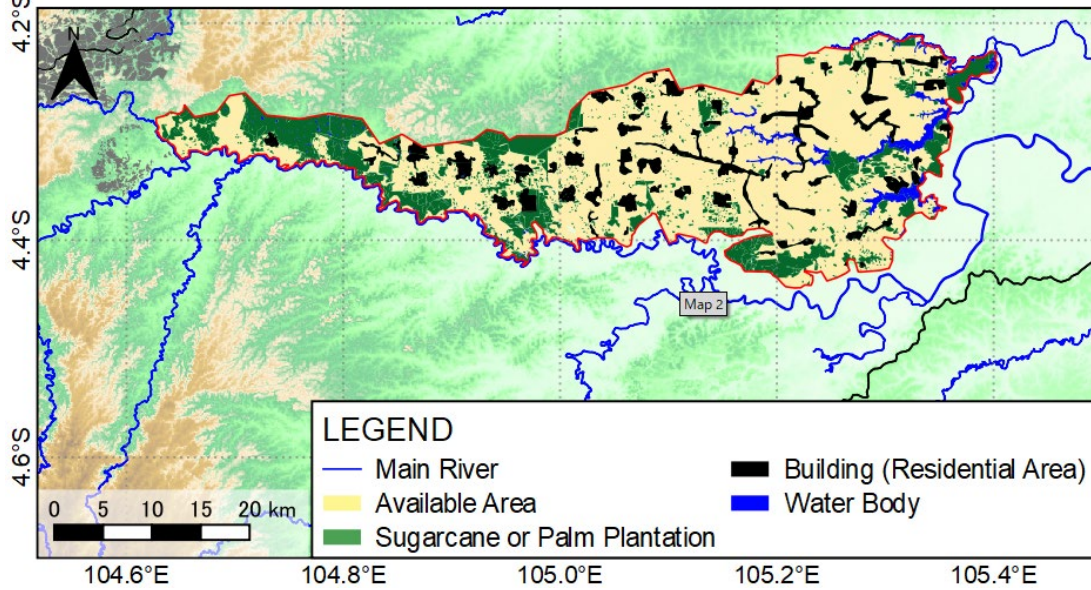 4.2°S
N
4.4°S
Map 2
4.6°S
LEGEND
Main River
Building (Residential Area)
Available Area
Water Body
Sugarcane or Palm Plantation
0 5 10 15 20 km
104.6°E 104.8°E 105.0°E 105.2°E 105.4°E